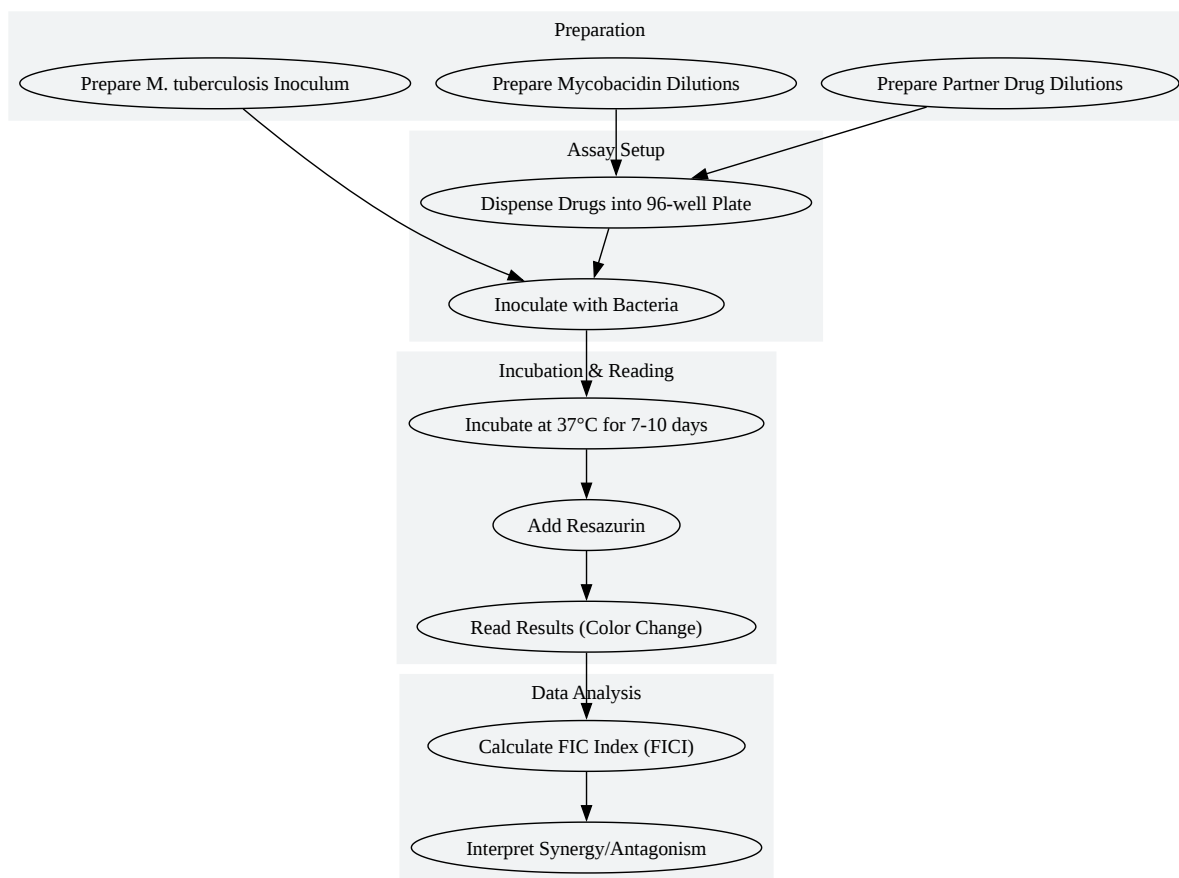 Preparation
Prepare M. tuberculosis Inoculum
Prepare Mycobacidin Dilutions
Prepare Partner Drug Dilutions
Assay Setup
Dispense Drugs into 96-well Plate
Inoculate with Bacteria
Incubation & Reading
Incubate at 37°C for 7-10 days
Add Resazurin
Read Results (Color Change)
Data Analysis
Calculate FIC Index (FICI)
Interpret Synergy/Antagonism